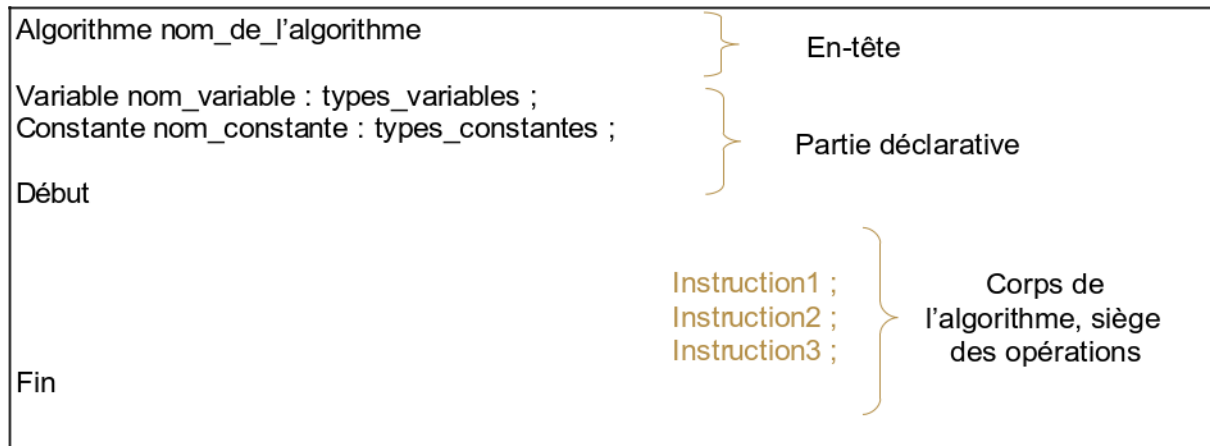 Algorithme nom_de_l’algorithme
En-tête
Variable nom_variable : types_variables ;
Constante nom_constante : types_constantes ;
Partie déclarative
Début
Instruction1 ;
Instruction2 ;
Instruction3 ;
Corps de
l’algorithme, siège
des opérations
Fin